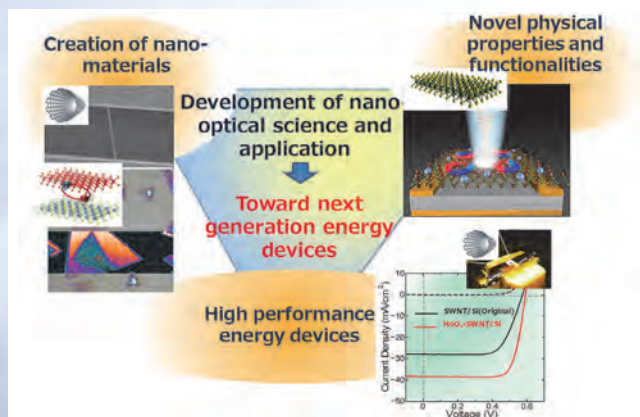 Creation of nano-
materials
Novel physical
properties and
functionalities
Development of nano
optical science and
application
Toward next
generation energy
devices
High performance
energy devices
Current Density (mA/cm²)
10
0
-10
-20
-30
-40
-50
SWNT/Si(Original)
MoOₓ-SWNT/Si
0.0
0.2
0.4
0.6
Voltage (V)